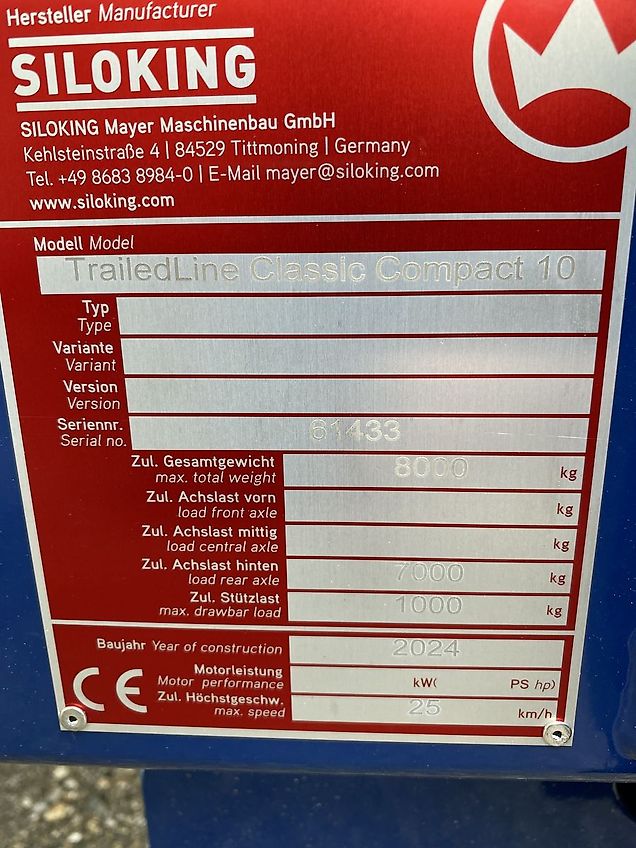 Hersteller Manufacturer
SILOKING
SILOKING Mayer Maschinenbau GmbH
Kehlsteinstraße 4 | 84529 Tittmoning | Germany
Tel. +49 8683 8984-0 | E-Mail mayer@siloking.com
www.siloking.com
Modell Model
TrailedLine Classic Compact 10
Typ
Type
Variante
Variant
Version
Version
Seriennr.
Serial no.
61433
Zul. Gesamtgewicht
max. total weight
8000 kg
Zul. Achslast vorn
load front axle
kg
Zul. Achslast mittig
load central axle
kg
Zul. Achslast hinten
load rear axle
7000 kg
Zul. Stützlast
max. drawbar load
1000 kg
Baujahr Year of construction
2024
CE
Motorleistung
Motor performance
kW( PS hp)
Zul. Höchstgeschw.
max. speed
25 km/h